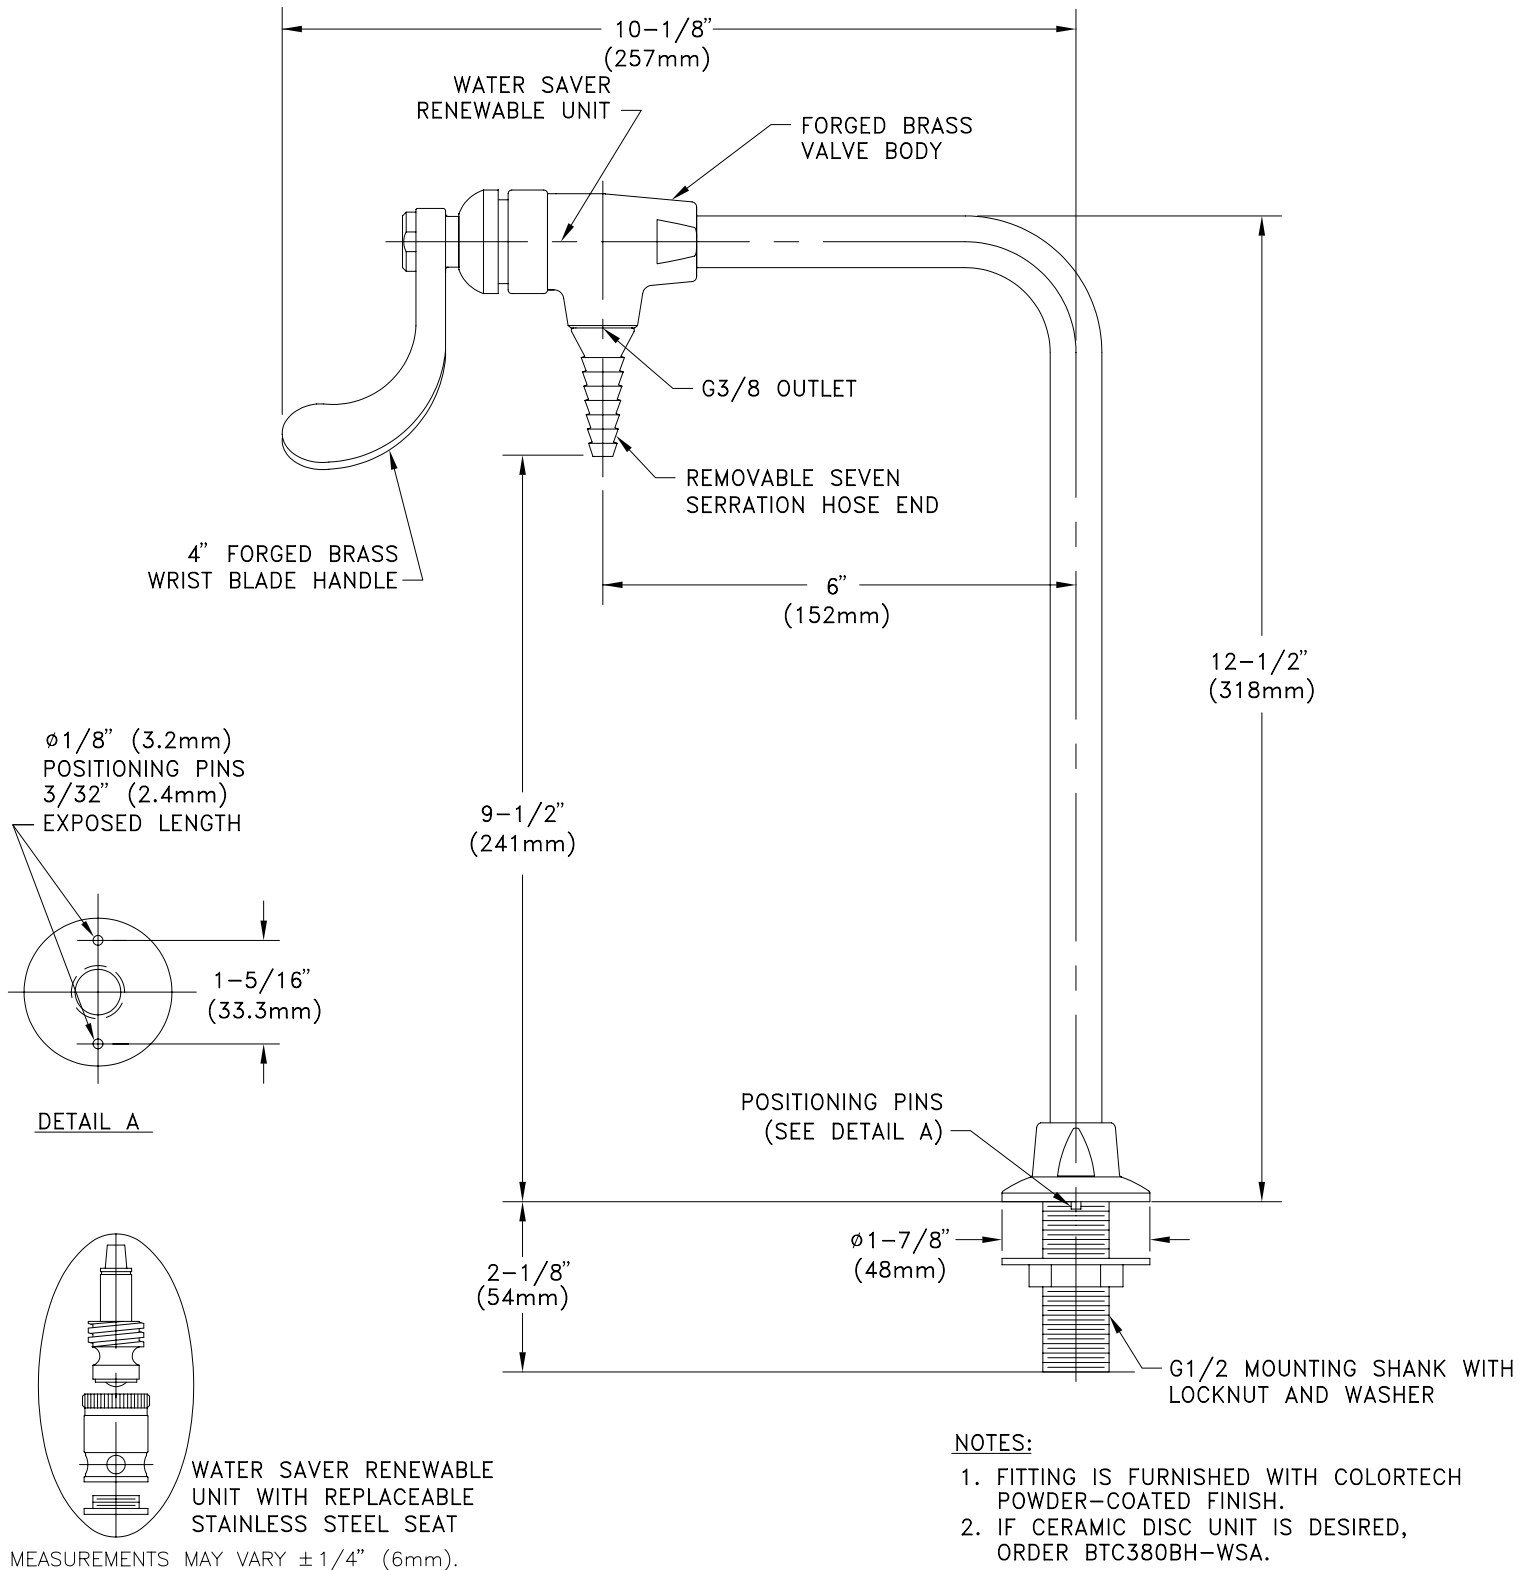 10-1/8"
(257mm)
WATER SAVER
RENEWABLE UNIT
FORGED BRASS
VALVE BODY
G3/8 OUTLET
REMOVABLE SEVEN
SERRATION HOSE END
4" FORGED BRASS
WRIST BLADE HANDLE
6"
(152mm)
12-1/2"
(318mm)
ø1/8" (3.2mm)
POSITIONING PINS
3/32" (2.4mm)
EXPOSED LENGTH
9-1/2"
(241mm)
1-5/16"
(33.3mm)
DETAIL A
POSITIONING PINS
(SEE DETAIL A)
ø1-7/8"
(48mm)
2-1/8"
(54mm)
G1/2 MOUNTING SHANK WITH
LOCKNUT AND WASHER
WATER SAVER RENEWABLE
UNIT WITH REPLACEABLE
STAINLESS STEEL SEAT
MEASUREMENTS MAY VARY ±1/4" (6mm).
NOTES:
1. FITTING IS FURNISHED WITH COLORTECH
POWDER-COATED FINISH.
2. IF CERAMIC DISC UNIT IS DESIRED,
ORDER BTC380BH-WSA.